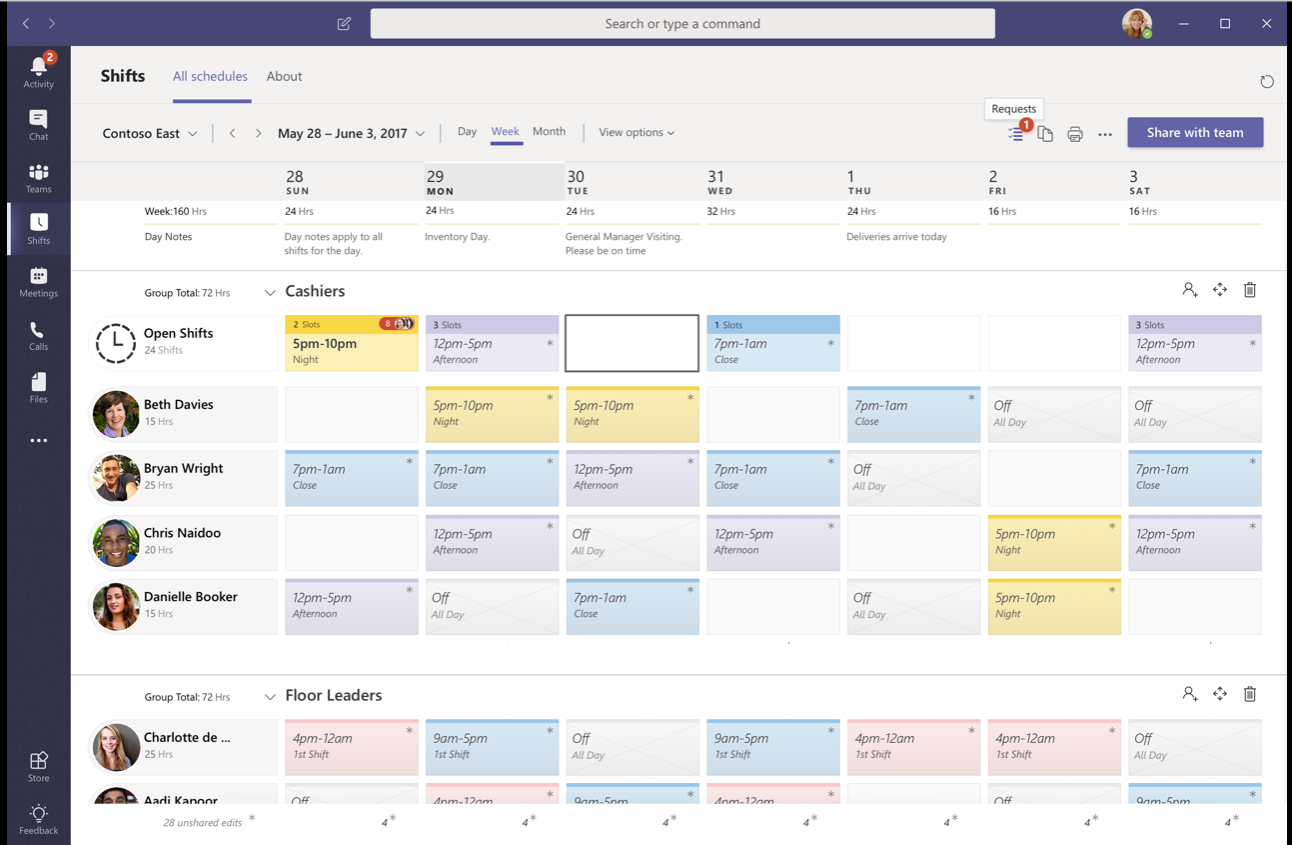 Search or type a command
2
Activity
Chat
Teams
Shifts
Meetings
Calls
Files
Store
Feedback
Shifts All schedules About
Requests
Contoso East May 28 – June 3, 2017 Day Week Month View options 1 Share with team
28 29 30 31 1 2 3
SUN MON TUE WED THU FRI SAT
Week:160 Hrs 24 Hrs 24 Hrs 24 Hrs 32 Hrs 24 Hrs 16 Hrs 16 Hrs
Day Notes Day notes apply to all Inventory Day. General Manager Visiting. Deliveries arrive today
shifts for the day. Please be on time
Group Total: 72 Hrs Cashiers
2 Slots 8 3 Slots 1 Slots 3 Slots
Open Shifts 5pm-10pm 12pm-5pm * 7pm-1am * 12pm-5pm *
24 Shifts Night Afternoon Close Afternoon
Beth Davies 5pm-10pm * 5pm-10pm * 7pm-1am * Off Off
15 Hrs Night Night Close All Day All Day
Bryan Wright 7pm-1am * 7pm-1am * 12pm-5pm * 7pm-1am * Off 7pm-1am *
25 Hrs Close Close Afternoon Close All Day Close
Chris Naidoo 12pm-5pm * Off 12pm-5pm * 5pm-10pm * 12pm-5pm *
20 Hrs Afternoon All Day Afternoon Night Afternoon
Danielle Booker 12pm-5pm * Off 7pm-1am * Off 5pm-10pm *
15 Hrs Afternoon All Day Close All Day Night
Group Total: 72 Hrs Floor Leaders
Charlotte de ... 4pm-12am * 9am-5pm * Off 9am-5pm * 4pm-12am * 4pm-12am * Off
25 Hrs 1st Shift 1st Shift All Day 1st Shift 1st Shift 1st Shift All Day
Aadi Kapoor Off 4pm-12am * 9am-5pm * 4pm-12am * Off 9am-5pm *
28 unshared edits * 4* 4* 4* 4* 4* 4* 4*